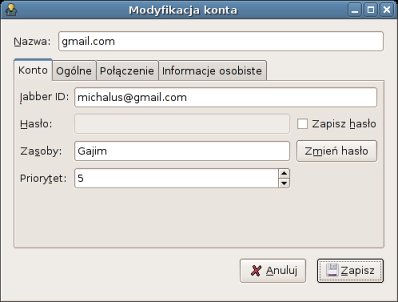 Modyfikacja konta
Nazwa: gmail.com
Konto Ogólne Połączenie Informacje osobiste
Jabber ID: michalus@gmail.com
Hasło: Zapisz hasło
Zasoby: Gajim Zmień hasło
Priorytet: 5
Anuluj Zapisz